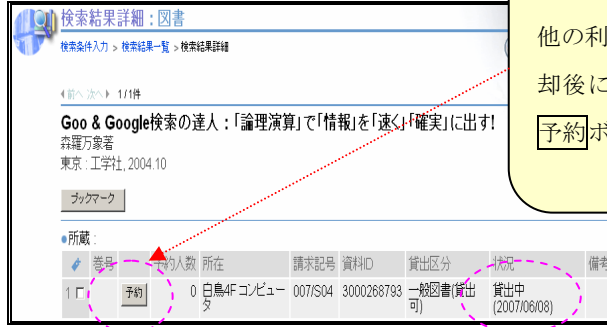 検索結果詳細：図書
検索条件入力 > 検索結果一覧 > 検索結果詳細
前へ 次へ 1/1件
Goo & Google検索の達人：「論理演算」で「情報」を「速く」「確実」に出す!
森羅万象著
東京：工学社, 2004.10
ブックマーク
所蔵：
巻号 予約人数 所在 請求記号 資料ID 貸出区分 状況 備考
1 予約 0 白鳥4F コンピュータ 007/S04 3000268793 一般図書(貸出可) 貸出中 (2007/06/08)
他の利
却後に
予約ボ